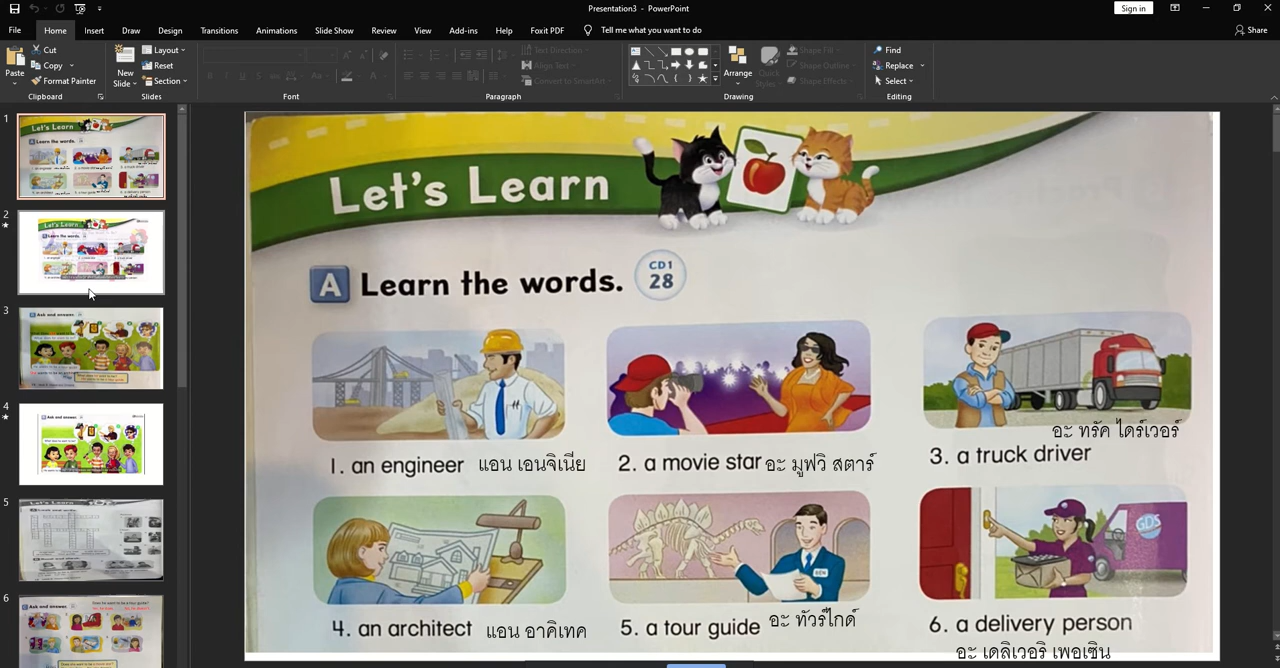 Presentation3 - PowerPoint
Sign in
File Home Insert Draw Design Transitions Animations Slide Show Review View Add-ins Help Foxit PDF Tell me what you want to do Share
Paste
Cut
Copy
Format Painter
Clipboard
New
Slide
Layout
Reset
Section
Slides
Font
Text Direction
Align Text
Convert to SmartArt
Paragraph
Arrange
Quick
Styles
Shape Fill
Shape Outline
Shape Effects
Drawing
Find
Replace
Select
Editing
1
2
3
4
5
6
Let's Learn
A Learn the words. CD1
28
อะ ทรัค ไดร์เวอร์
1. an engineer แอน เอนจิเนีย 2. a movie star อะ มูฟวิ สตาร์ 3. a truck driver
GDS
4. an architect แอน อาคิเทค 5. a tour guide อะ ทัวร์ไกด์ 6. a delivery person
อะ เดลิเวอริ เพอเซิน